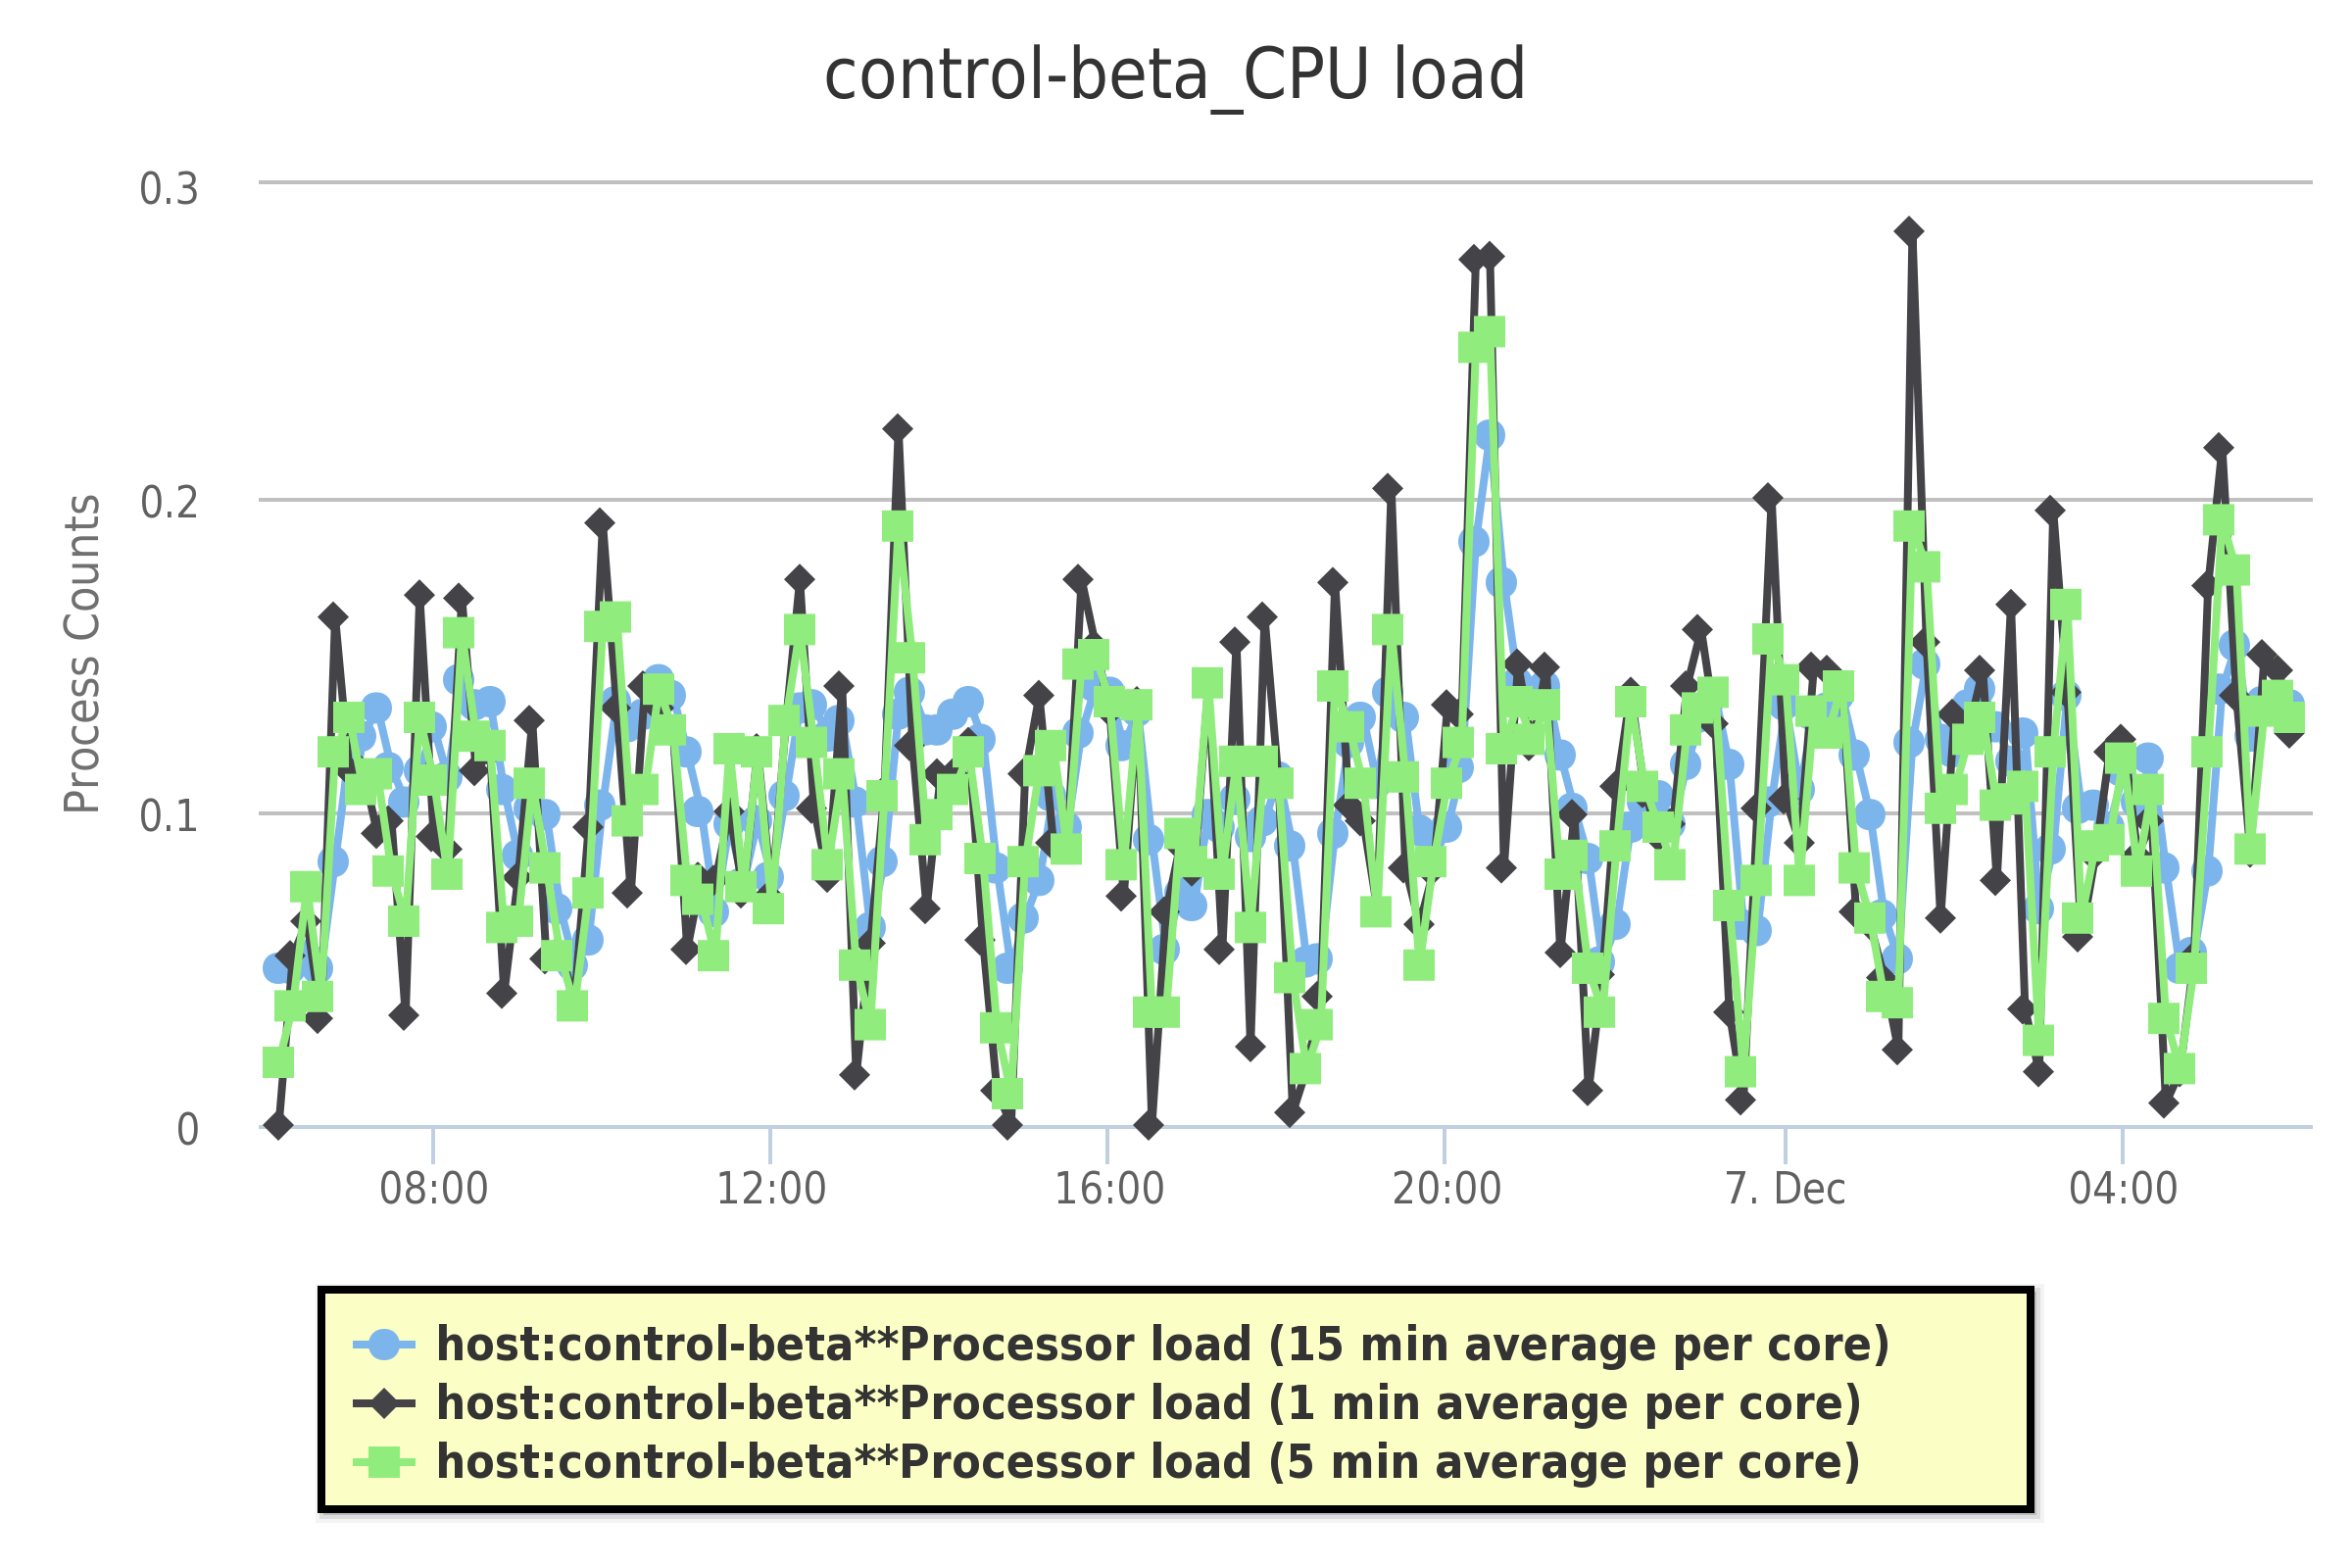 control-beta_CPU load
Process Counts
0.3
0.2
0.1
0
08:00
12:00
16:00
20:00
7. Dec
04:00
host:control-beta**Processor load (15 min average per core)
host:control-beta**Processor load (1 min average per core)
host:control-beta**Processor load (5 min average per core)